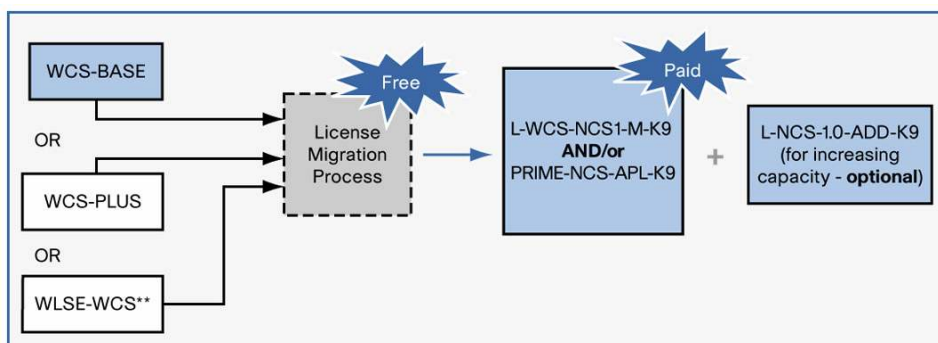 WCS-BASE
OR
WCS-PLUS
OR
WLSE-WCS**
Free
License
Migration
Process
Paid
L-WCS-NCS1-M-K9
AND/or
PRIME-NCS-APL-K9
+
L-NCS-1.0-ADD-K9
(for increasing
capacity - optional)